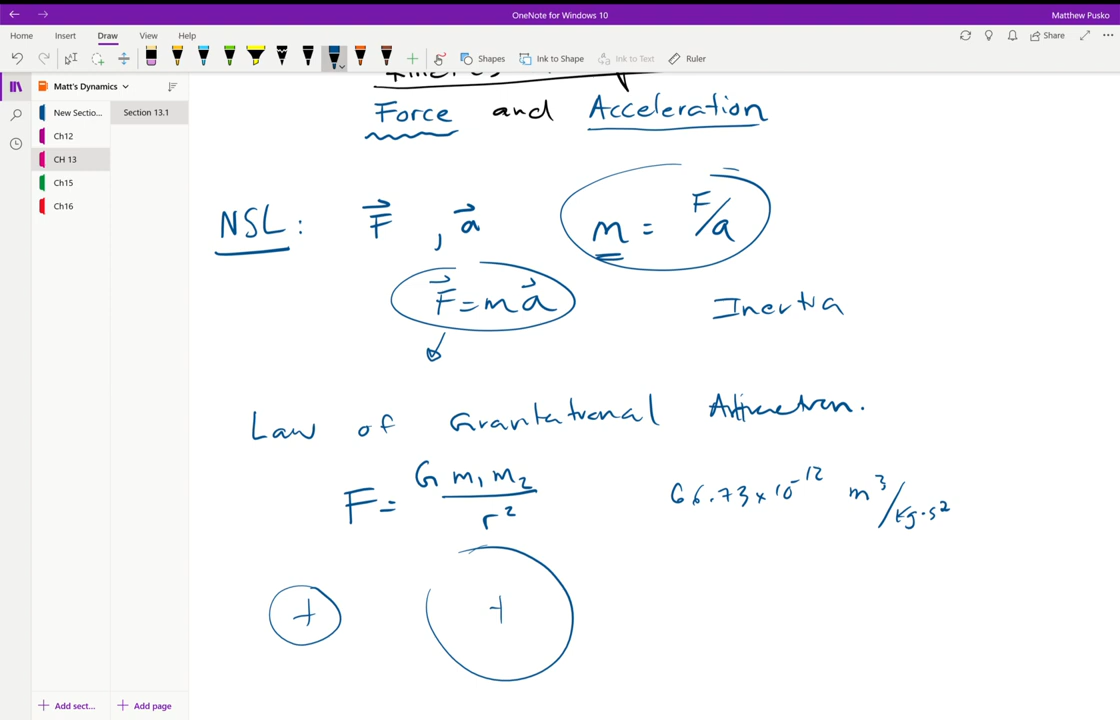 OneNote for Windows 10
Matthew Pusko
Home Insert Draw View Help
Share
Shapes Ink to Shape Ink to Text Ruler
Matt's Dynamics
New Sectio...
Ch12
CH 13
Ch15
Ch16
Section 13.1
Force and Acceleration
NSL: F⃗ , a⃗ m = F/a
F⃗ = m a⃗
Inertia
Law of Gravitational Attraction.
F = G m₁ m₂ / r²
66.73 × 10⁻¹² m³/kg·s²
+ +
Add sect... Add page